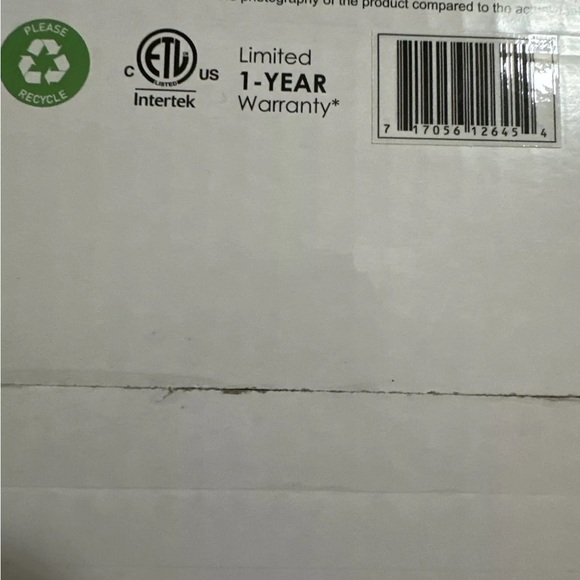 photography of the product compared to the
PLEASE
RECYCLE
C ETL US
LISTED
Intertek
Limited
1-YEAR
Warranty*
7 17056 12645 4